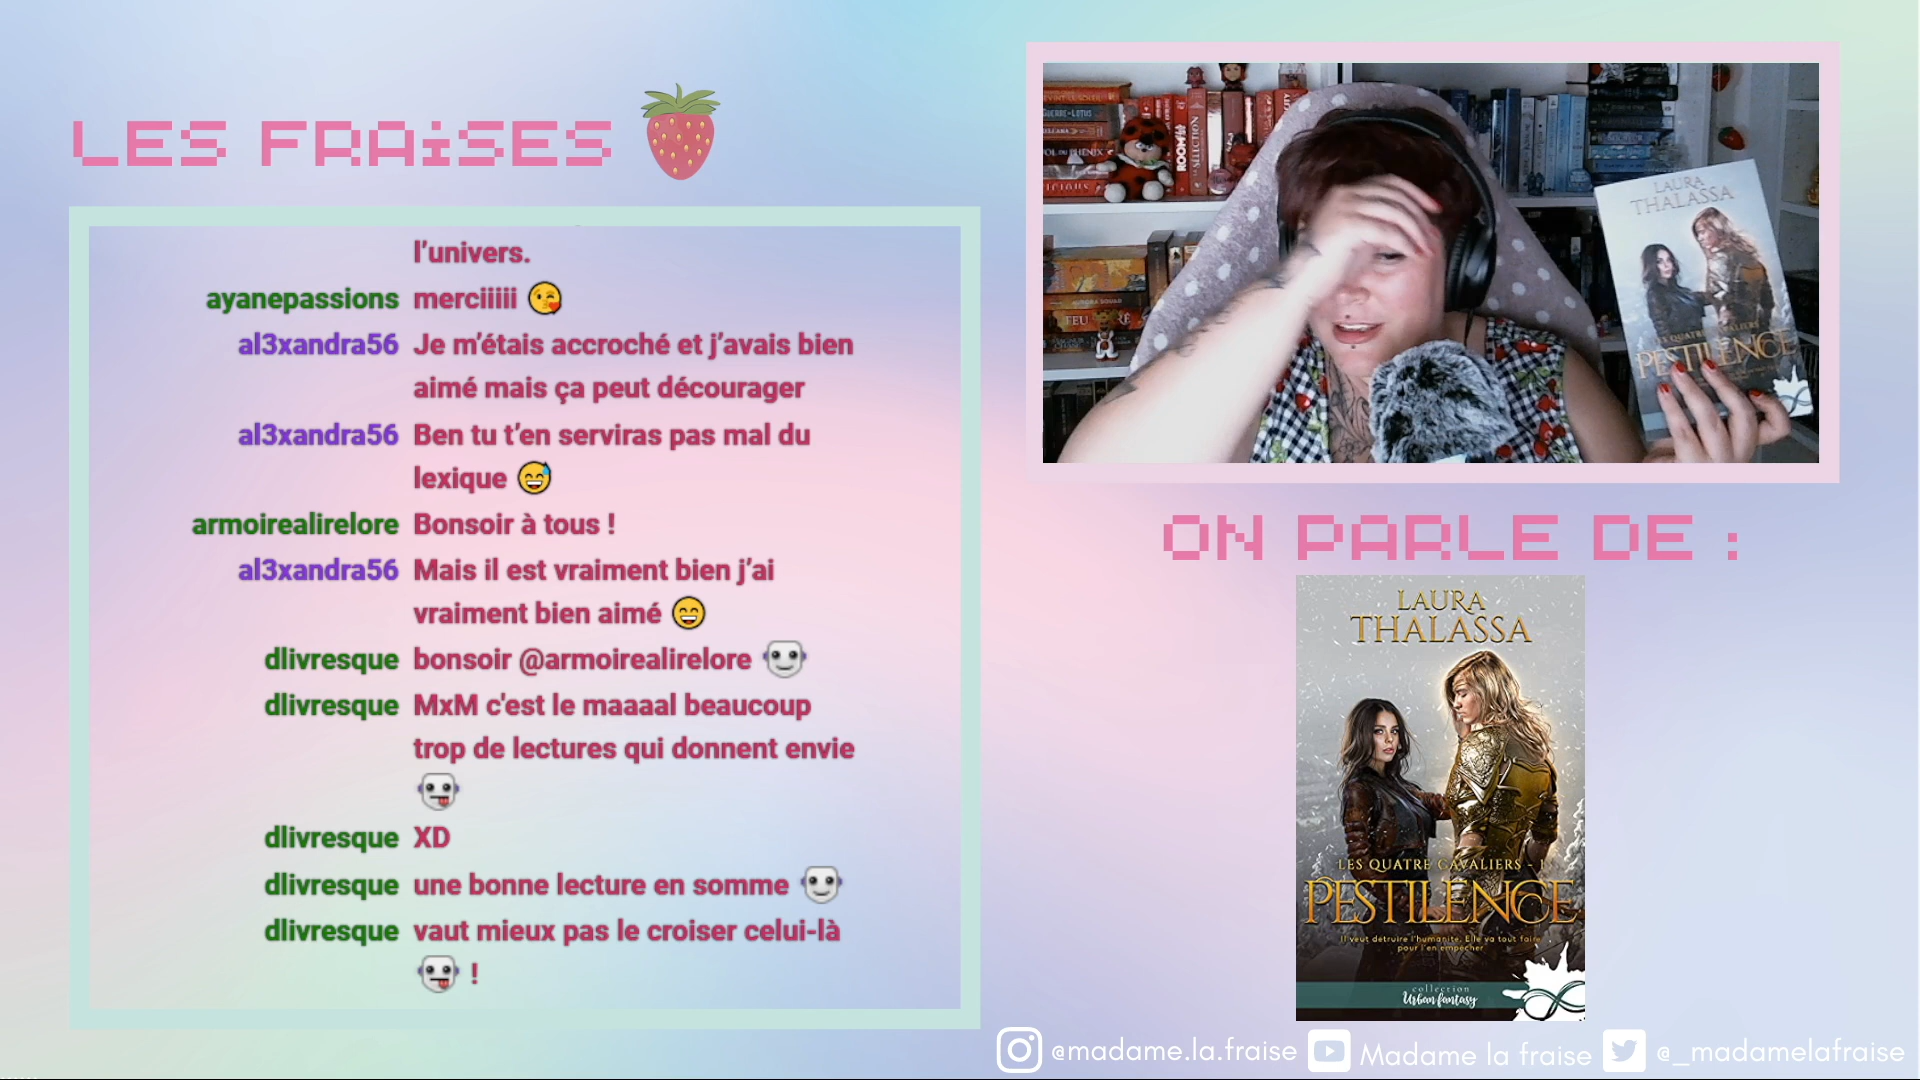 LES FRAiSES
l'univers.
ayanepassions merciiiii
al3xandra56 Je m'étais accroché et j'avais bien
aimé mais ça peut décourager
al3xandra56 Ben tu t'en serviras pas mal du
lexique
armoirealirelore Bonsoir à tous !
al3xandra56 Mais il est vraiment bien j'ai
vraiment bien aimé
dlivresque bonsoir @armoirealirelore
dlivresque MxM c'est le maaaal beaucoup
trop de lectures qui donnent envie
dlivresque XD
dlivresque une bonne lecture en somme
dlivresque vaut mieux pas le croiser celui-là
!
ROOM
SELECTION
FEU
LAURA
THALASSA
PESTILENCE
ON PARLE DE :
LAURA
THALASSA
LES QUATRE CAVALIERS - 1
PESTILENCE
Il veut détruire l'humanité. Elle va tout faire
pour l'en empêcher
collection
Urban fantasy
@madame.la.fraise Madame la fraise @_madamelafraise